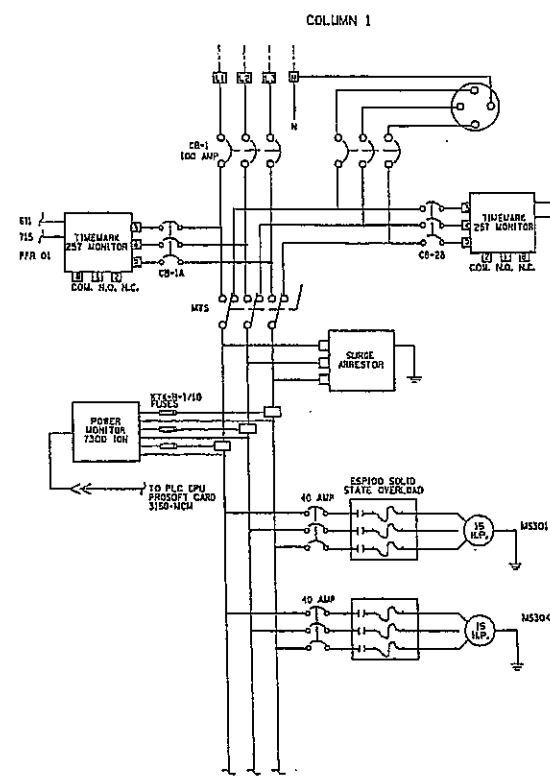 COLUMN 1
L1 L2 L3 N
N
CB-1
100 AMP
611
715
PFR 01
TIMEMARK
257 MONITOR
CB-1A
COM. N.O. N.C.
TIMEMARK
257 MONITOR
CB-2B
COM. N.O. N.C.
MTS
SURGE
ARRESTOR
KTK-R-1/10
FUSES
POWER
MONITOR
7300 ION
TO PLC CPU
PROSOFT CARD
3150-MCM
40 AMP
ESP100 SOLID
STATE OVERLOAD
15
H.P.
MS301
40 AMP
15
H.P.
MS304